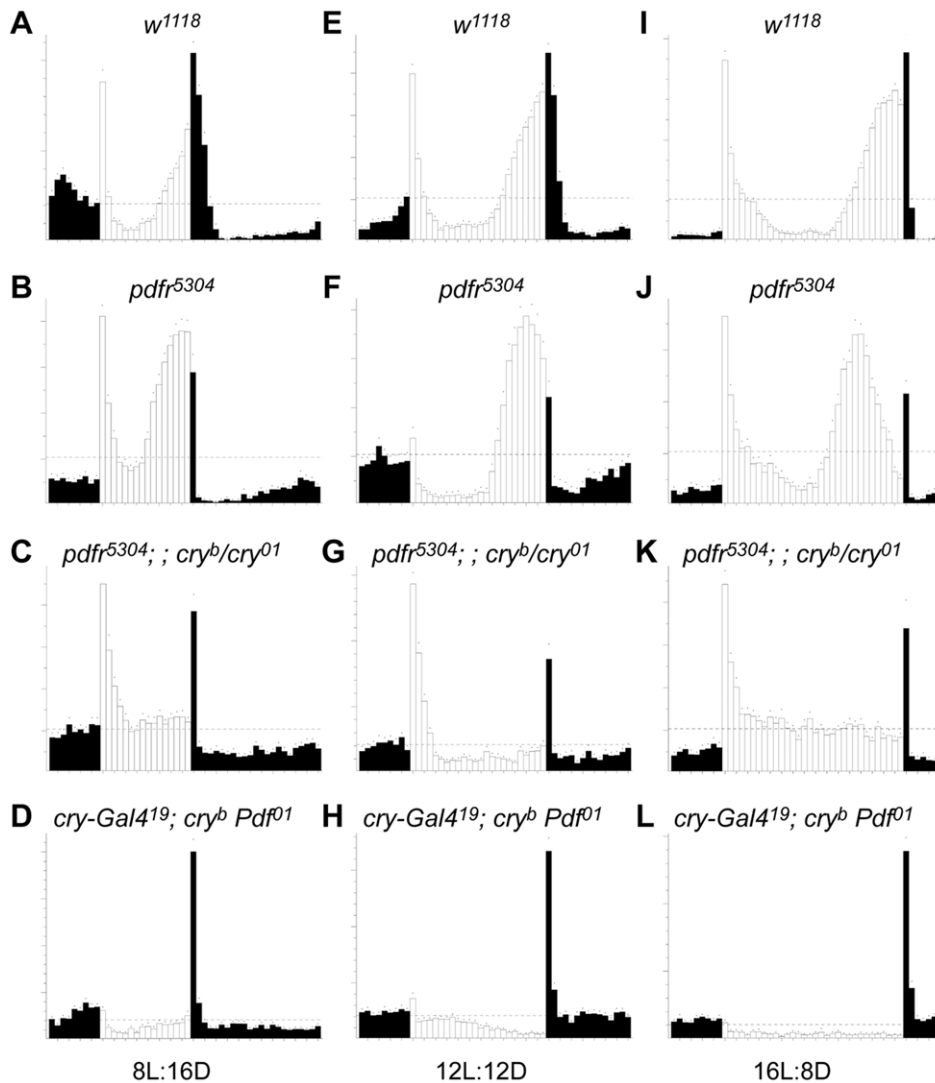 A w1118 E w1118 I w1118
B pdfr5304 F pdfr5304 J pdfr5304
C pdfr5304; ; cryb/cry01 G pdfr5304; ; cryb/cry01 K pdfr5304; ; cryb/cry01
D cry-Gal419; cryb Pdf01 H cry-Gal419; cryb Pdf01 L cry-Gal419; cryb Pdf01
8L:16D 12L:12D 16L:8D